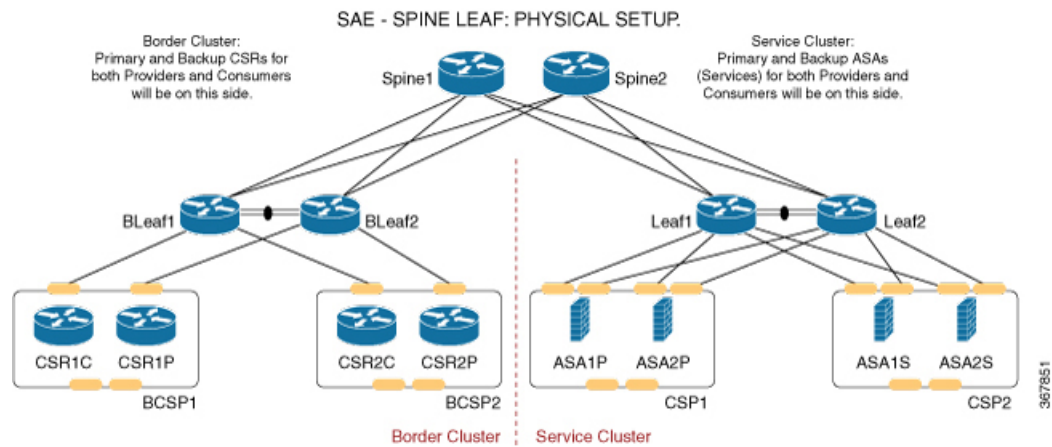 SAE - SPINE LEAF: PHYSICAL SETUP.
Border Cluster:
Primary and Backup CSRs for
both Providers and Consumers
will be on this side.
Service Cluster:
Primary and Backup ASAs
(Services) for both Providers and
Consumers will be on this side.
Spine1
Spine2
BLeaf1
BLeaf2
Leaf1
Leaf2
CSR1C
CSR1P
CSR2C
CSR2P
ASA1P
ASA2P
ASA1S
ASA2S
BCSP1
BCSP2
CSP1
CSP2
Border Cluster
Service Cluster
367851